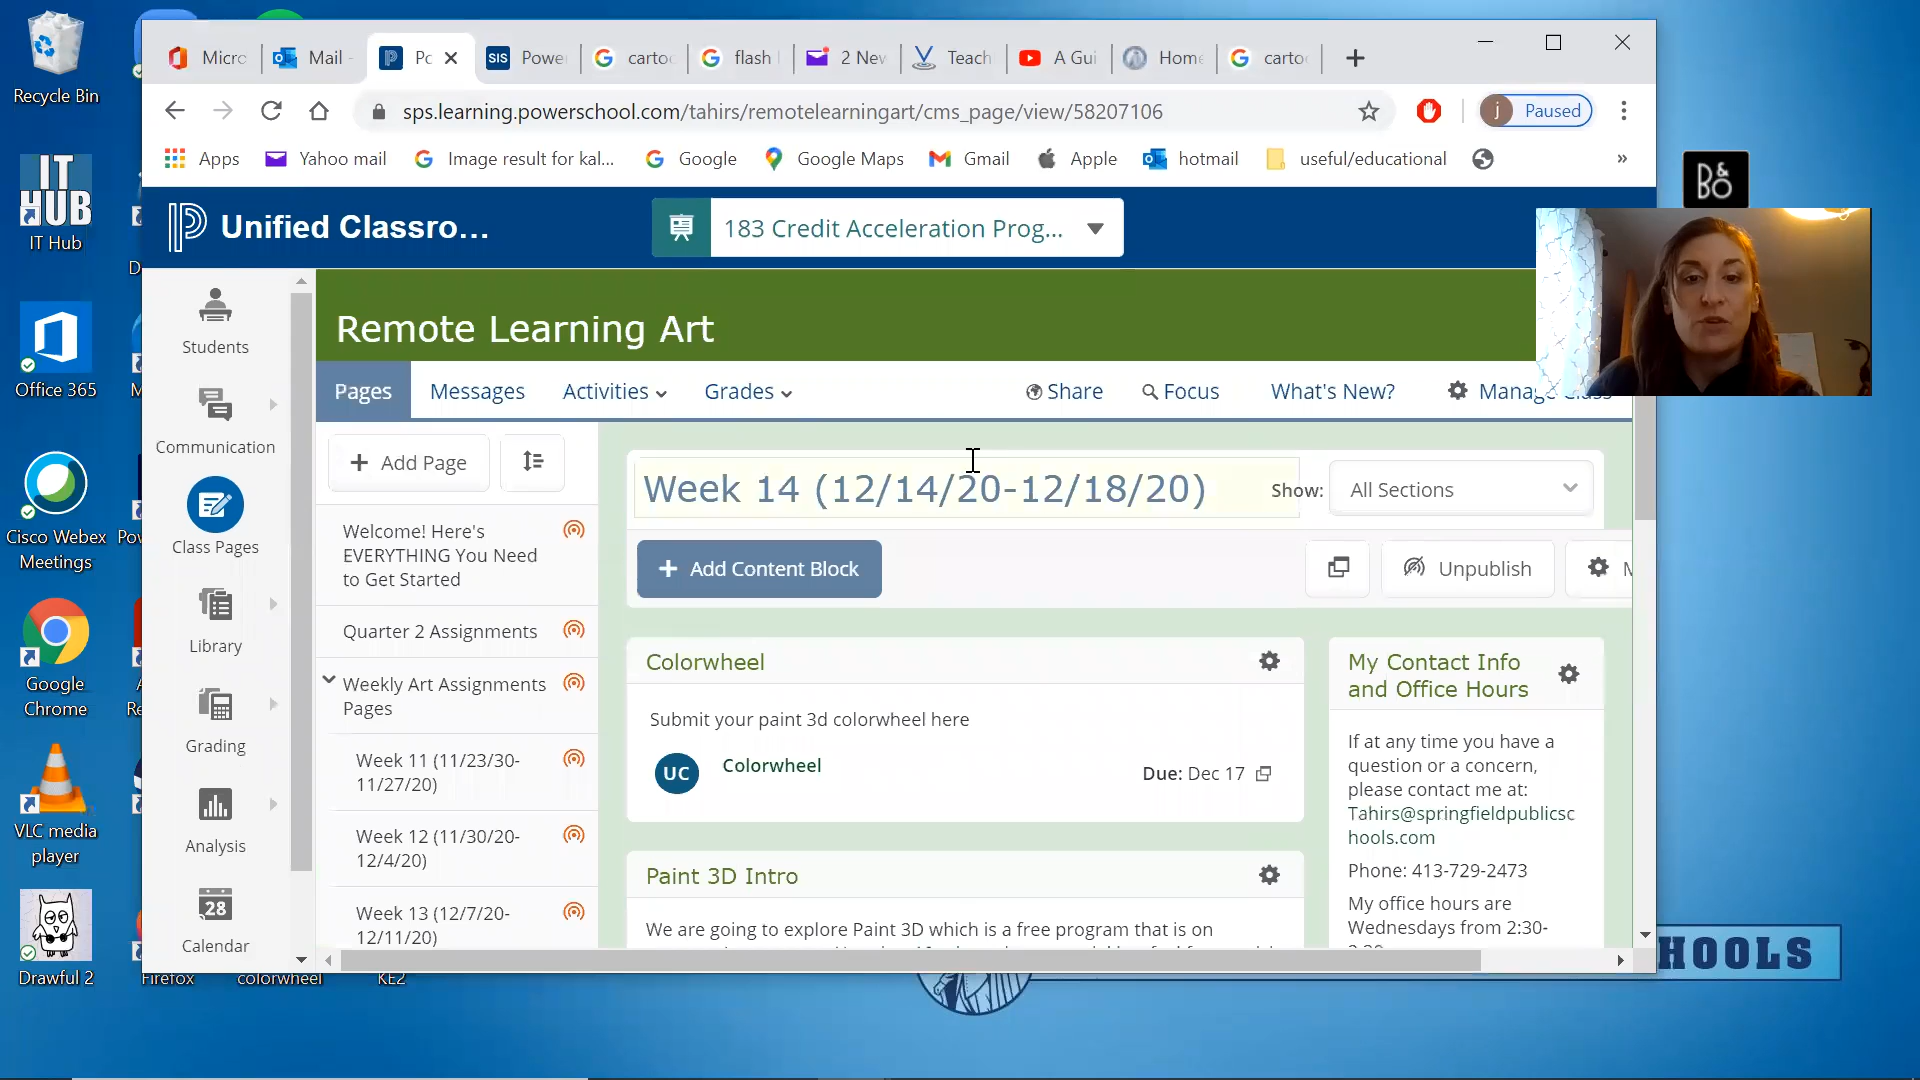 Recycle Bin
IT HUB
IT Hub
Office 365
Cisco Webex
Meetings
Google
Chrome
VLC media
player
Drawful 2
Firefox
colorwheel
KE2
Micro
Mail -
Pc
SIS
Powe
carto
flash
2 Nev
Teach
A Gui
Home
carto
sps.learning.powerschool.com/tahirs/remotelearningart/cms_page/view/58207106
j
Paused
Apps
Yahoo mail
Image result for kal...
Google
Google Maps
Gmail
Apple
hotmail
useful/educational
»
Unified Classro...
183 Credit Acceleration Prog...
B&O
Remote Learning Art
Pages
Messages
Activities
Grades
Share
Focus
What's New?
Manage Class
Students
Communication
Class Pages
Library
Grading
Analysis
28
Calendar
+ Add Page
Welcome! Here's
EVERYTHING You Need
to Get Started
Quarter 2 Assignments
Weekly Art Assignments
Pages
Week 11 (11/23/30-
11/27/20)
Week 12 (11/30/20-
12/4/20)
Week 13 (12/7/20-
12/11/20)
Week 14 (12/14/20-12/18/20)
Show:
All Sections
+ Add Content Block
Unpublish
Colorwheel
Submit your paint 3d colorwheel here
UC
Colorwheel
Due: Dec 17
Paint 3D Intro
We are going to explore Paint 3D which is a free program that is on
My Contact Info
and Office Hours
If at any time you have a
question or a concern,
please contact me at:
Tahirs@springfieldpublicsc
hools.com
Phone: 413-729-2473
My office hours are
Wednesdays from 2:30-
HOOLS